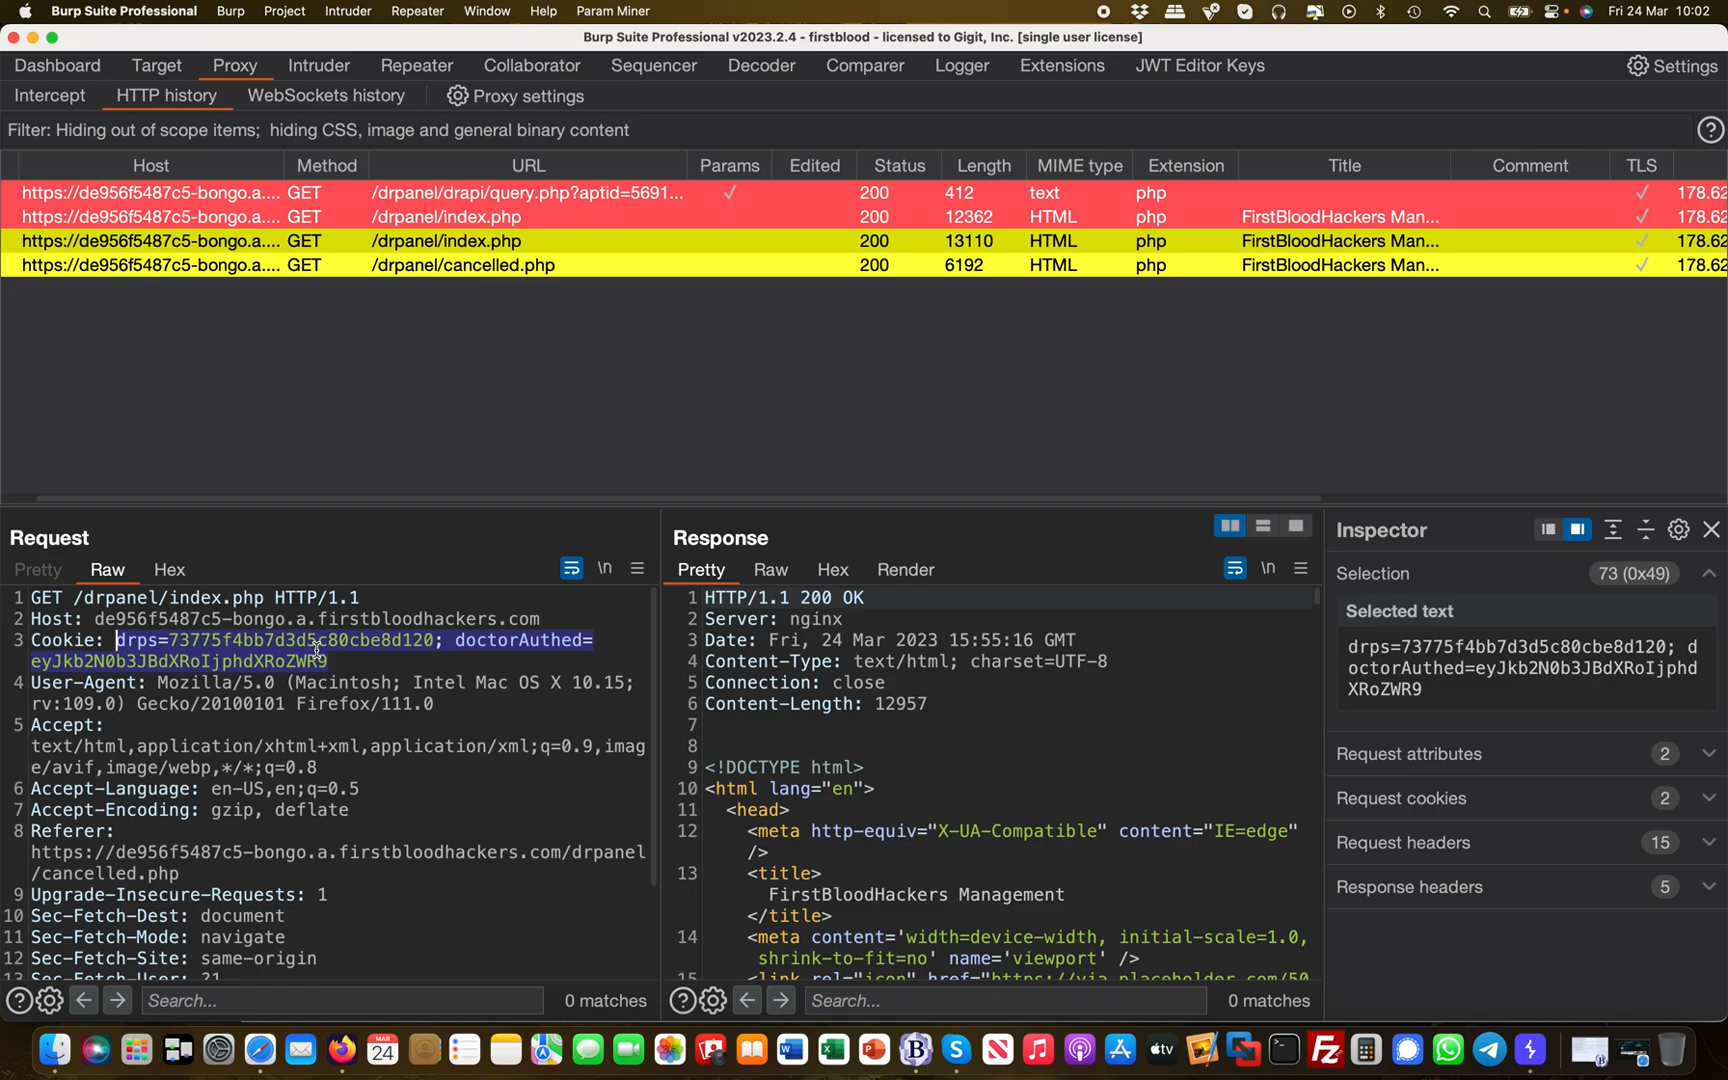 Burp Suite Professional Burp Project Intruder Repeater Window Help Param Miner Fri 24 Mar 10:02
Burp Suite Professional v2023.2.4 - firstblood - licensed to Gigit, Inc. [single user license]
Dashboard Target Proxy Intruder Repeater Collaborator Sequencer Decoder Comparer Logger Extensions JWT Editor Keys Settings
Intercept HTTP history WebSockets history Proxy settings
Filter: Hiding out of scope items; hiding CSS, image and general binary content ?
Host Method URL Params Edited Status Length MIME type Extension Title Comment TLS
https://de956f5487c5-bongo.a.... GET /drpanel/drapi/query.php?aptid=5691... ✓ 200 412 text php ✓ 178.62
https://de956f5487c5-bongo.a.... GET /drpanel/index.php 200 12362 HTML php FirstBloodHackers Man... ✓ 178.62
https://de956f5487c5-bongo.a.... GET /drpanel/index.php 200 13110 HTML php FirstBloodHackers Man... ✓ 178.62
https://de956f5487c5-bongo.a.... GET /drpanel/cancelled.php 200 6192 HTML php FirstBloodHackers Man... ✓ 178.62
Request
Pretty Raw Hex \n
1 GET /drpanel/index.php HTTP/1.1
2 Host: de956f5487c5-bongo.a.firstbloodhackers.com
3 Cookie: drps=73775f4bb7d3d5c80cbe8d120; doctorAuthed=
eyJkb2N0b3JBdXRoIjphdXRoZWR9
4 User-Agent: Mozilla/5.0 (Macintosh; Intel Mac OS X 10.15;
rv:109.0) Gecko/20100101 Firefox/111.0
5 Accept:
text/html,application/xhtml+xml,application/xml;q=0.9,imag
e/avif,image/webp,*/*;q=0.8
6 Accept-Language: en-US,en;q=0.5
7 Accept-Encoding: gzip, deflate
8 Referer:
https://de956f5487c5-bongo.a.firstbloodhackers.com/drpanel
/cancelled.php
9 Upgrade-Insecure-Requests: 1
10 Sec-Fetch-Dest: document
11 Sec-Fetch-Mode: navigate
12 Sec-Fetch-Site: same-origin
13 Sec-Fetch-User: ?1
? Search... 0 matches
Response
Pretty Raw Hex Render \n
1 HTTP/1.1 200 OK
2 Server: nginx
3 Date: Fri, 24 Mar 2023 15:55:16 GMT
4 Content-Type: text/html; charset=UTF-8
5 Connection: close
6 Content-Length: 12957
7
8
9 <!DOCTYPE html>
10 <html lang="en">
11 <head>
12 <meta http-equiv="X-UA-Compatible" content="IE=edge"
/>
13 <title>
FirstBloodHackers Management
</title>
14 <meta content='width=device-width, initial-scale=1.0,
shrink-to-fit=no' name='viewport' />
15 <link rel="icon" href="https://via.placeholder.com/50
? Search... 0 matches
Inspector
Selection 73 (0x49)
Selected text
drps=73775f4bb7d3d5c80cbe8d120; d
octorAuthed=eyJkb2N0b3JBdXRoIjphd
XRoZWR9
Request attributes 2
Request cookies 2
Request headers 15
Response headers 5
MAR
24
tv